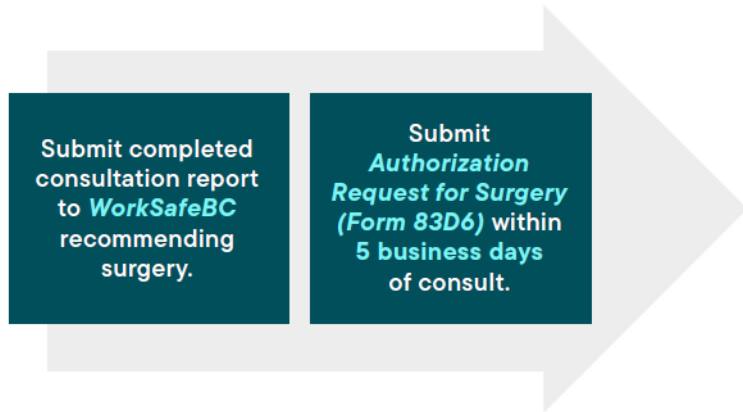 Submit completed
consultation report
to WorkSafeBC
recommending
surgery.
Submit
Authorization
Request for Surgery
(Form 83D6) within
5 business days
of consult.